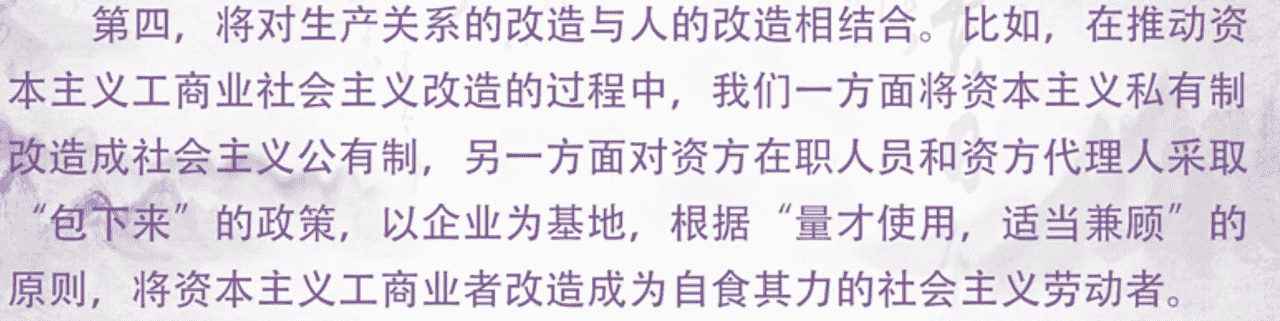 第四，将对生产关系的改造与人的改造相结合。比如，在推动资
本主义工商业社会主义改造的过程中，我们一方面将资本主义私有制
改造成社会主义公有制，另一方面对资方在职人员和资方代理人采取
“包下来”的政策，以企业为基地，根据“量才使用，适当兼顾”的
原则，将资本主义工商业者改造成为自食其力的社会主义劳动者。